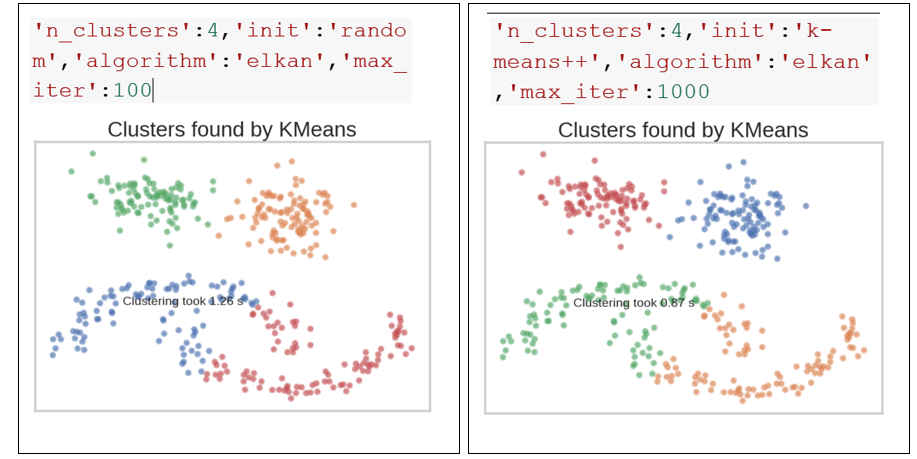 'n_clusters':4,'init':'rando
m','algorithm':'elkan','max_
iter':100
Clusters found by KMeans
Clustering took 1.26 s
'n_clusters':4,'init':'k-
means++','algorithm':'elkan'
,'max_iter':1000
Clusters found by KMeans
Clustering took 0.87 s